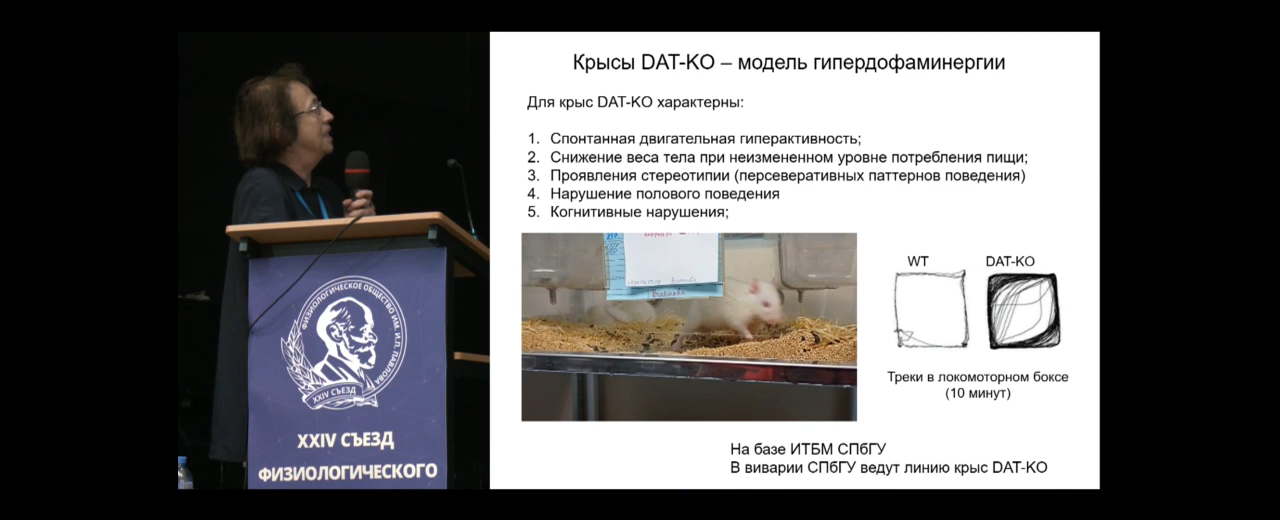 Крысы DAT-KO – модель гипердофаминергии
Для крыс DAT-KO характерны:
1. Спонтанная двигательная гиперактивность;
2. Снижение веса тела при неизмененном уровне потребления пищи;
3. Проявления стереотипии (персеверативных паттернов поведения)
4. Нарушение полового поведения
5. Когнитивные нарушения;
WT
DAT-KO
Треки в локомоторном боксе
(10 минут)
На базе ИТБМ СПбГУ
В виварии СПбГУ ведут линию крыс DAT-KO
ФИЗИОЛОГИЧЕСКОЕ ОБЩЕСТВО ИМ. И.П. ПАВЛОВА
XXIV СЪЕЗД
XXIV СЪЕЗД
ФИЗИОЛОГИЧЕСКОГО